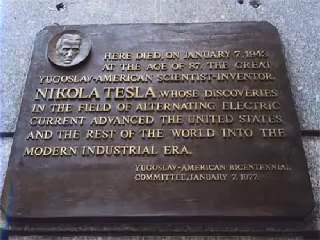 HERE DIED, ON JANUARY 7, 194
AT THE AGE OF 87, THE GREAT
YUGOSLAV-AMERICAN SCIENTIST-INVENTOR,
NIKOLA TESLA, WHOSE DISCOVERIES
IN THE FIELD OF ALTERNATING ELECTRIC
CURRENT ADVANCED THE UNITED STATES
AND THE REST OF THE WORLD INTO THE
MODERN INDUSTRIAL ERA.
YUGOSLAV-AMERICAN BICENTENNIAL
COMMITTEE, JANUARY 7, 1977.